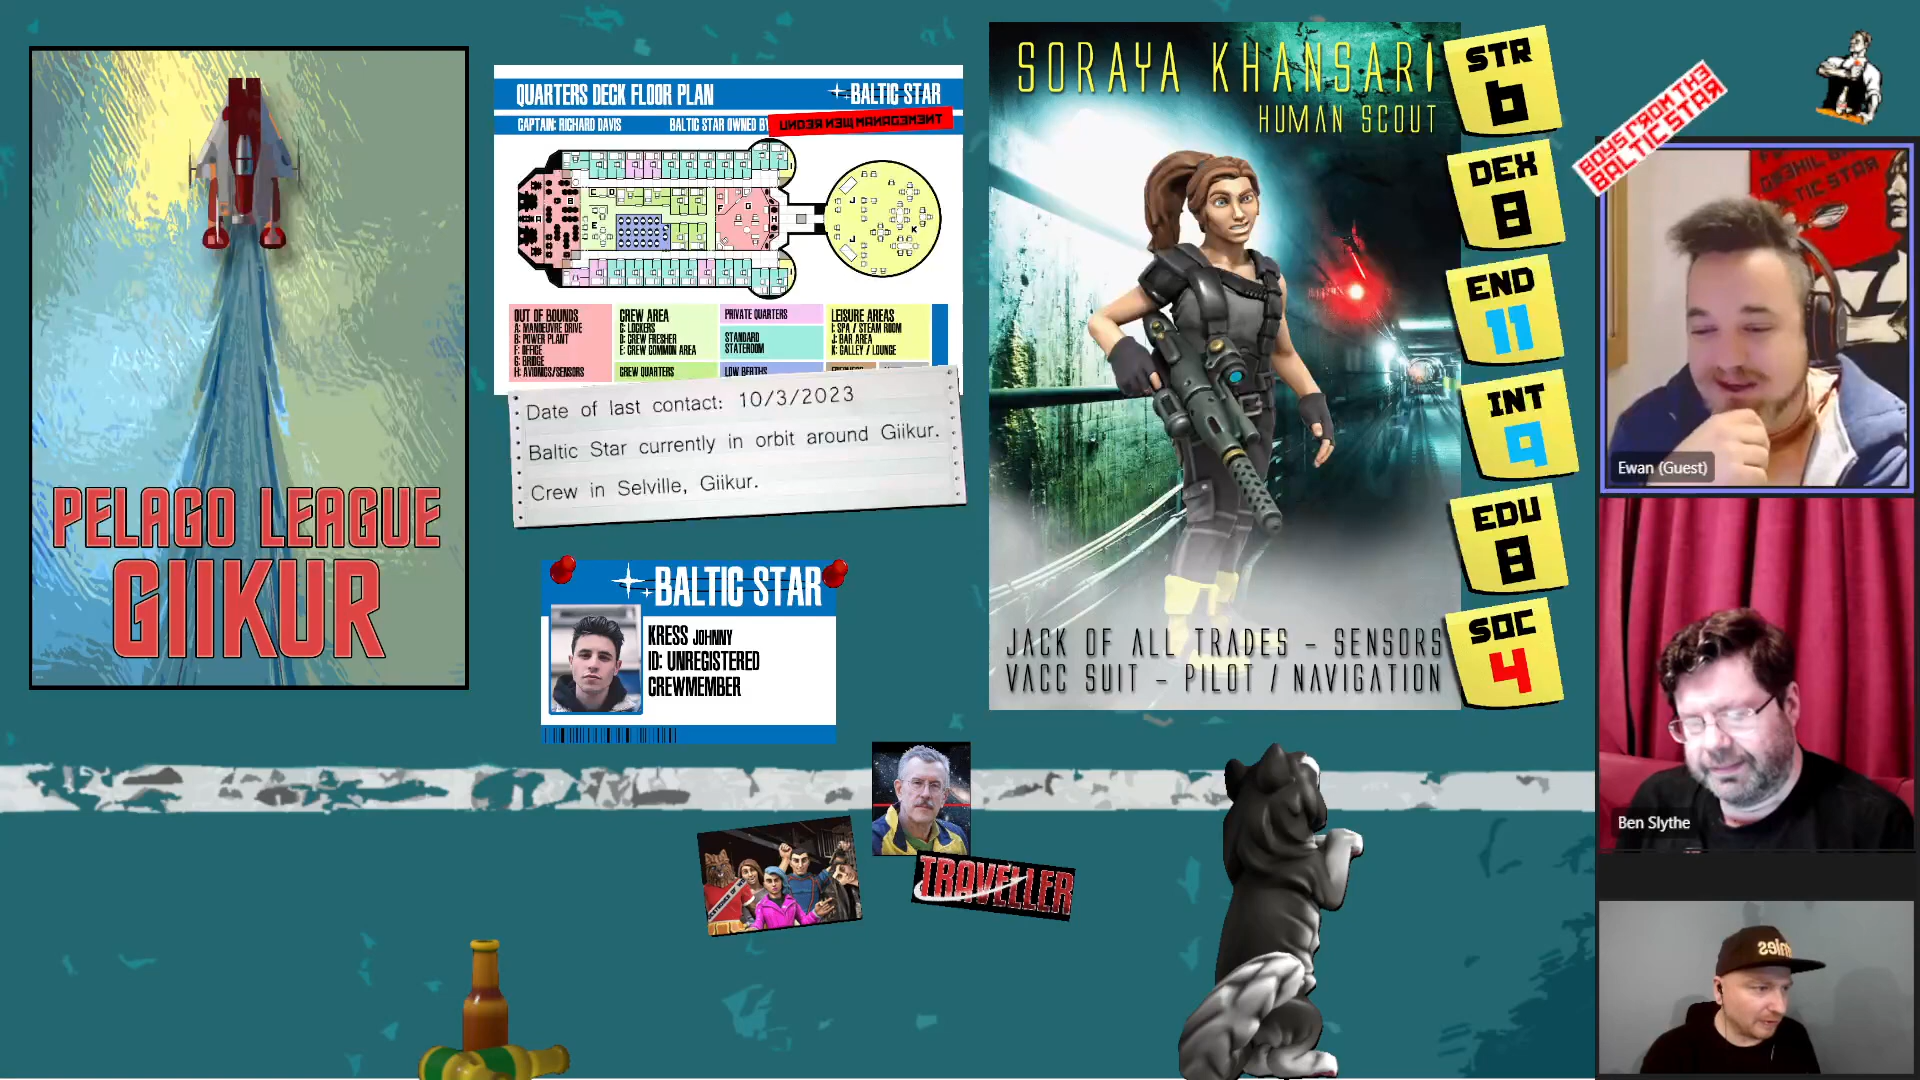 PELAGO LEAGUE
GIIKUR
QUARTERS DECK FLOOR PLAN
BALTIC STAR
CAPTAIN: RICHARD DAVIS
BALTIC STAR OWNED BY
UNDER NEW MANAGEMENT
OUT OF BOUNDS
A: MANOEUVRE DRIVE
B: POWER PLANT
F: OFFICE
G: BRIDGE
H: AVIONICS/SENSORS
CREW AREA
C: LOCKERS
D: CREW FRESHER
E: CREW COMMON AREA
CREW QUARTERS
PRIVATE QUARTERS
STANDARD
STATEROOM
LOW BERTHS
LEISURE AREAS
I: SPA / STEAM ROOM
J: BAR AREA
K: GALLEY / LOUNGE
Date of last contact: 10/3/2023
Baltic Star currently in orbit around Giikur.
Crew in Selville, Giikur.
BALTIC STAR
KRESS JOHNNY
ID: UNREGISTERED
CREWMEMBER
TRAVELLER
SORAYA KHANSARI
HUMAN SCOUT
JACK OF ALL TRADES - SENSORS
VACC SUIT - PILOT / NAVIGATION
STR
6
DEX
8
END
11
INT
9
EDU
8
SOC
4
BOYS FROM THE
BALTIC STAR
Ewan (Guest)
Ben Slythe